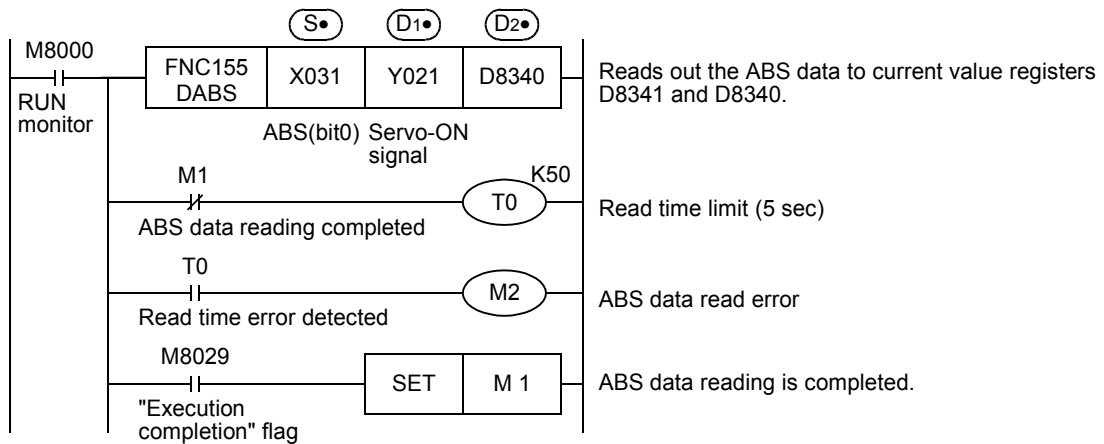 S• D1• D2•
M8000
FNC155
DABS
X031
Y021
D8340
Reads out the ABS data to current value registers
D8341 and D8340.
RUN
monitor
ABS(bit0)
Servo-ON
signal
M1
K50
T0
Read time limit (5 sec)
ABS data reading completed
T0
M2
ABS data read error
Read time error detected
M8029
SET
M 1
ABS data reading is completed.
"Execution
completion" flag